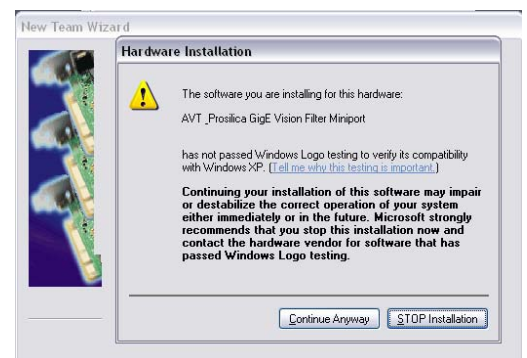 New Team Wizard
Hardware Installation
The software you are installing for this hardware:
AVT _Prosilica GigE Vision Filter Miniport
has not passed Windows Logo testing to verify its compatibility
with Windows XP. (Tell me why this testing is important.)
Continuing your installation of this software may impair
or destabilize the correct operation of your system
either immediately or in the future. Microsoft strongly
recommends that you stop this installation now and
contact the hardware vendor for software that has
passed Windows Logo testing.
Continue Anyway
STOP Installation